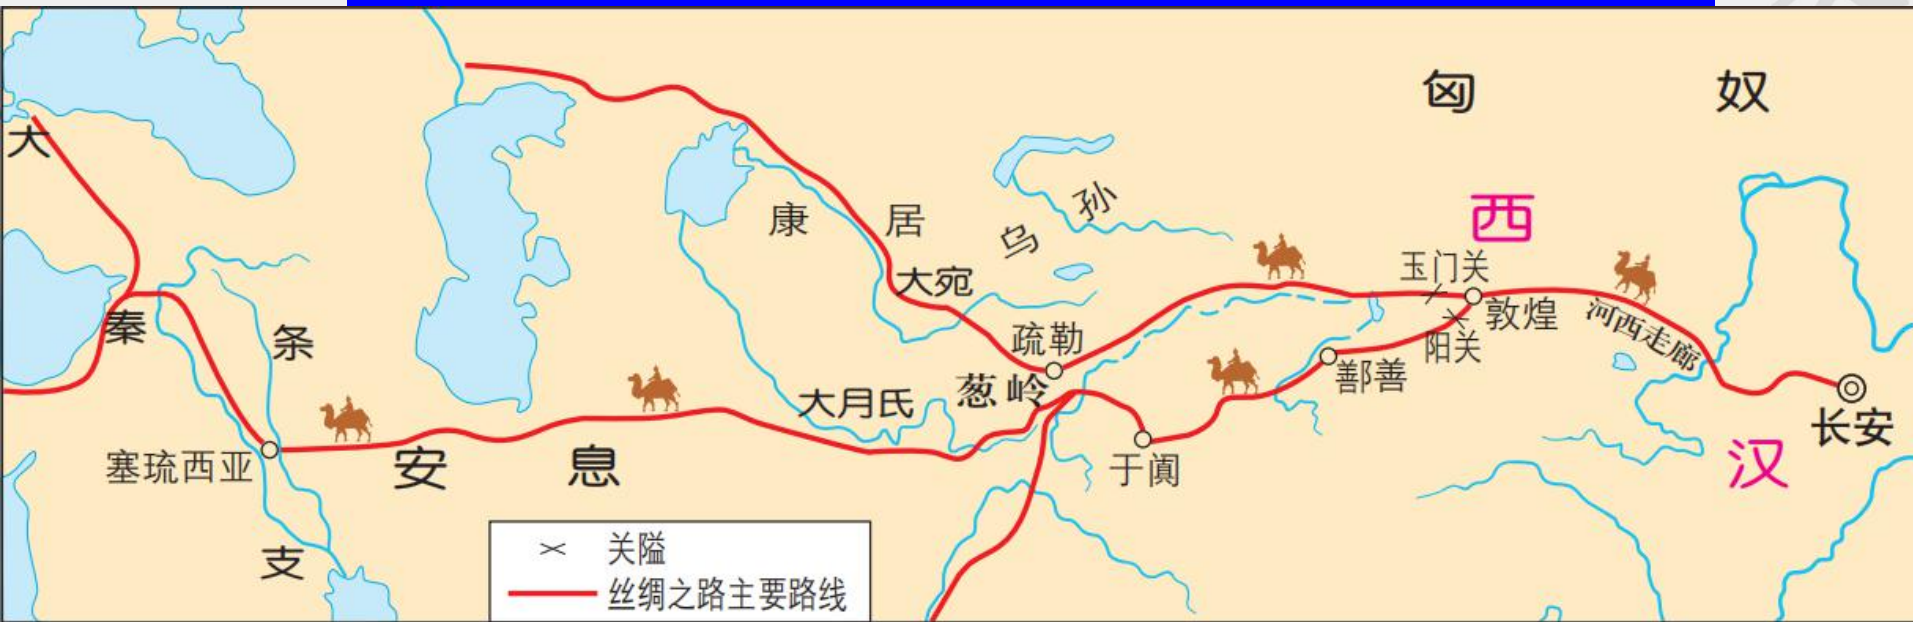 匈奴
大
西
康居
乌孙
大宛
玉门关
敦煌
河西走廊
秦
条
疏勒
阳关
鄯善
葱岭
大月氏
长安
塞琉西亚
安息
于阗
汉
支
关隘
丝绸之路主要路线